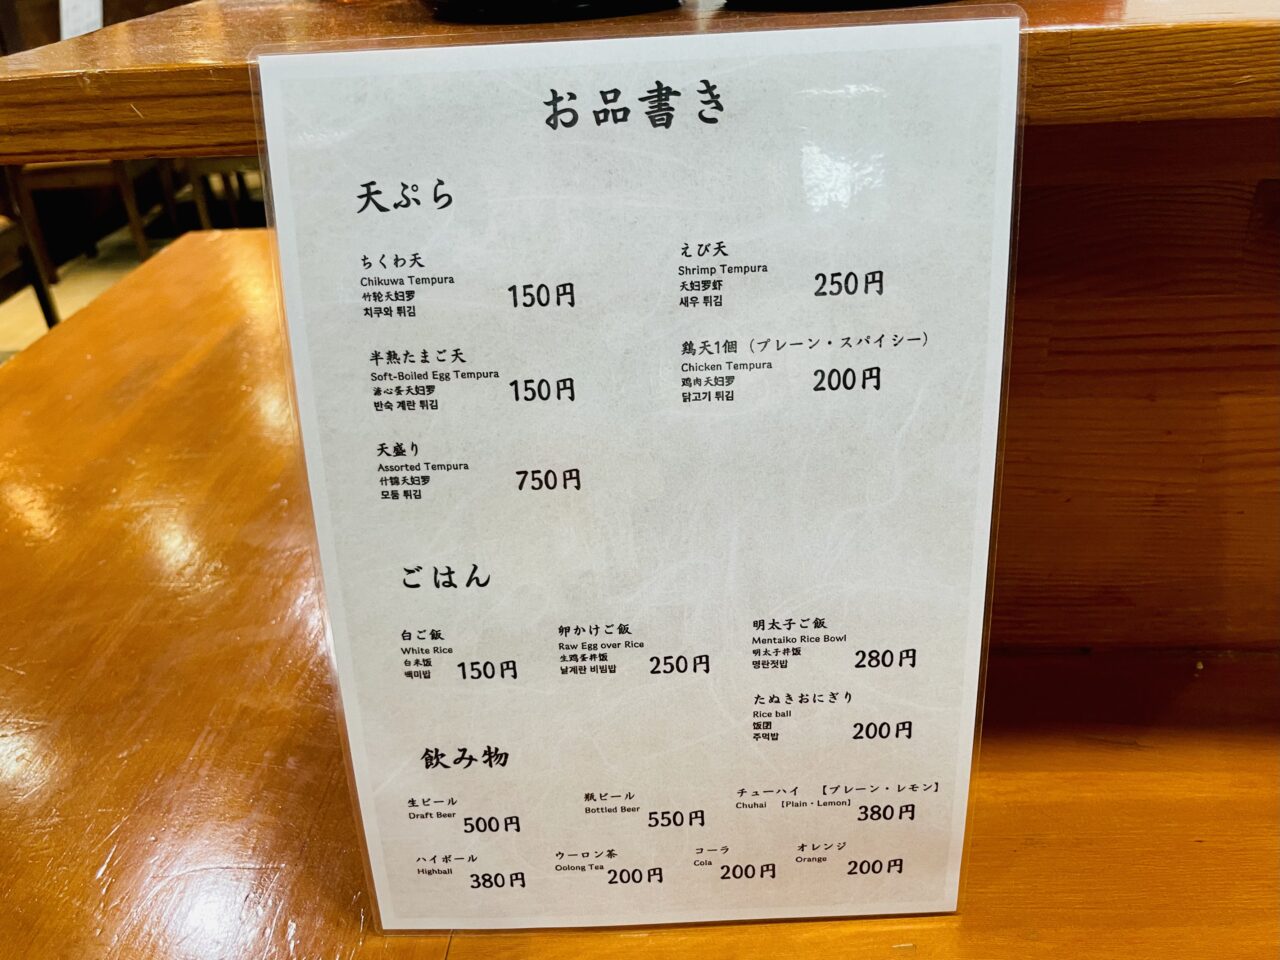 お品書き
天ぷら
ちくわ天
Chikuwa Tempura
竹轮天妇罗
치쿠와 튀김
150円
えび天
Shrimp Tempura
天妇罗虾
새우 튀김
250円
半熟たまご天
Soft-Boiled Egg Tempura
溏心蛋天妇罗
반숙 계란 튀김
150円
鶏天1個（プレーン・スパイシー）
Chicken Tempura
鸡肉天妇罗
닭고기 튀김
200円
天盛り
Assorted Tempura
什锦天妇罗
모둠 튀김
750円
ごはん
白ご飯
White Rice
白米饭
백미밥
150円
卵かけご飯
Raw Egg over Rice
生鸡蛋拌饭
날계란 비빔밥
250円
明太子ご飯
Mentaiko Rice Bowl
明太子拌饭
명란젓밥
280円
たぬきおにぎり
Rice ball
饭团
주먹밥
200円
飲み物
生ビール
Draft Beer
500円
瓶ビール
Bottled Beer
550円
チューハイ 【プレーン・レモン】
Chuhai 【Plain・Lemon】
380円
ハイボール
Highball
380円
ウーロン茶
Oolong Tea
200円
コーラ
Cola
200円
オレンジ
Orange
200円